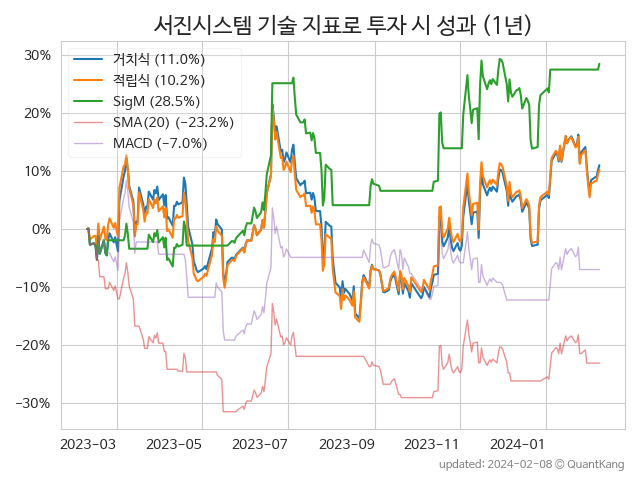 서진시스템 기술 지표로 투자 시 성과 (1년)
거치식 (11.0%)
적립식 (10.2%)
SigM (28.5%)
SMA(20) (−23.2%)
MACD (−7.0%)
30%
20%
10%
0%
−10%
−20%
−30%
2023-03
2023-05
2023-07
2023-09
2023-11
2024-01
updated: 2024-02-08 © QuantKang